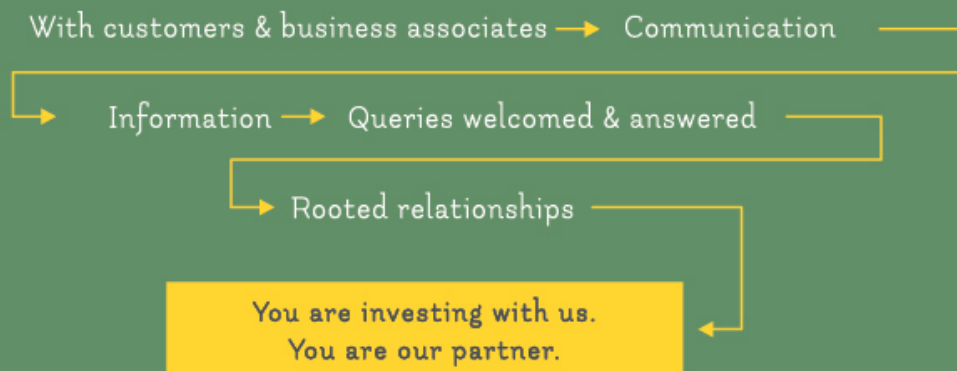 With customers & business associates → Communication
Information → Queries welcomed & answered
Rooted relationships
You are investing with us.
You are our partner.